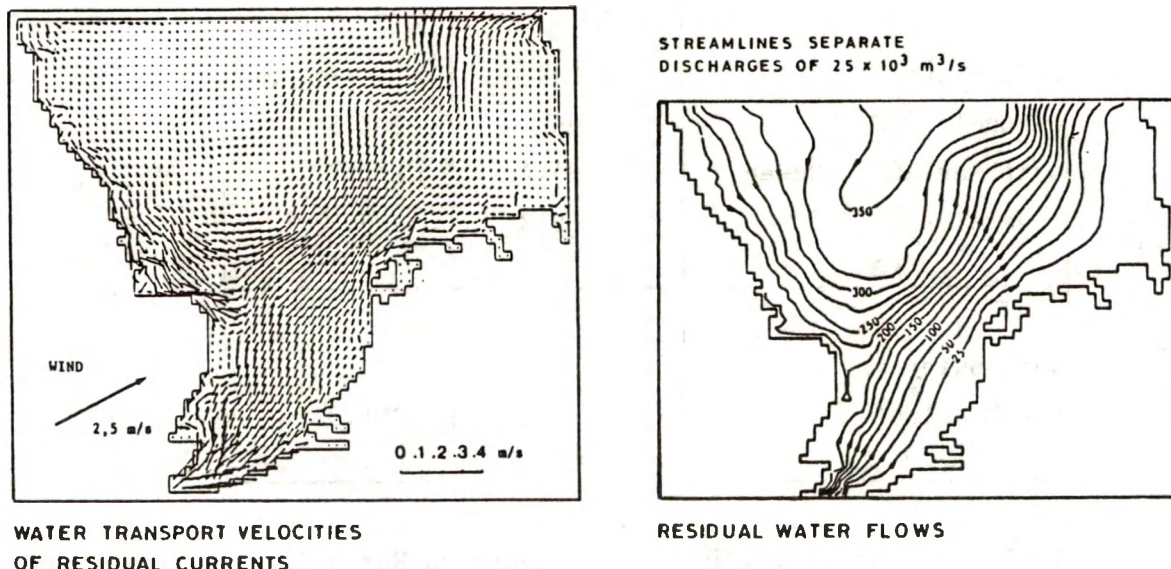 WIND
2,5 m/s
0 .1 .2 .3 .4 m/s
WATER TRANSPORT VELOCITIES
OF RESIDUAL CURRENTS
STREAMLINES SEPARATE
DISCHARGES OF 25 x 10³ m³/s
350
300
250
200
150
100
50
25
RESIDUAL WATER FLOWS